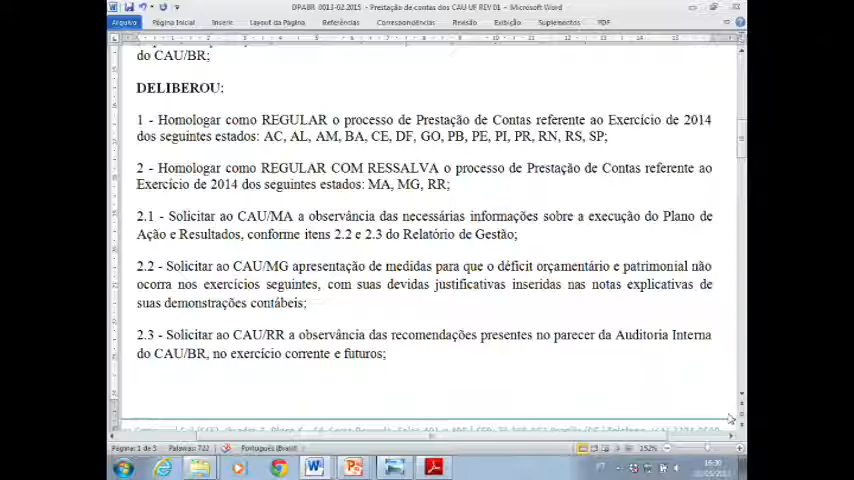 DPABR_0013-02.2015 - Prestação de contas dos CAU-UF REV 01 - Microsoft Word
Arquivo Página Inicial Inserir Layout da Página Referências Correspondências Revisão Exibição Suplementos PDF
do CAU/BR;
DELIBEROU:
1 - Homologar como REGULAR o processo de Prestação de Contas referente ao Exercício de 2014
dos seguintes estados: AC, AL, AM, BA, CE, DF, GO, PB, PE, PI, PR, RN, RS, SP;
2 - Homologar como REGULAR COM RESSALVA o processo de Prestação de Contas referente ao
Exercício de 2014 dos seguintes estados: MA, MG, RR;
2.1 - Solicitar ao CAU/MA a observância das necessárias informações sobre a execução do Plano de
Ação e Resultados, conforme itens 2.2 e 2.3 do Relatório de Gestão;
2.2 - Solicitar ao CAU/MG apresentação de medidas para que o déficit orçamentário e patrimonial não
ocorra nos exercícios seguintes, com suas devidas justificativas inseridas nas notas explicativas de
suas demonstrações contábeis;
2.3 - Solicitar ao CAU/RR a observância das recomendações presentes no parecer da Auditoria Interna
do CAU/BR, no exercício corrente e futuros;
Página: 1 de 5 Palavras: 722 Português (Brasil) 152%
16:30